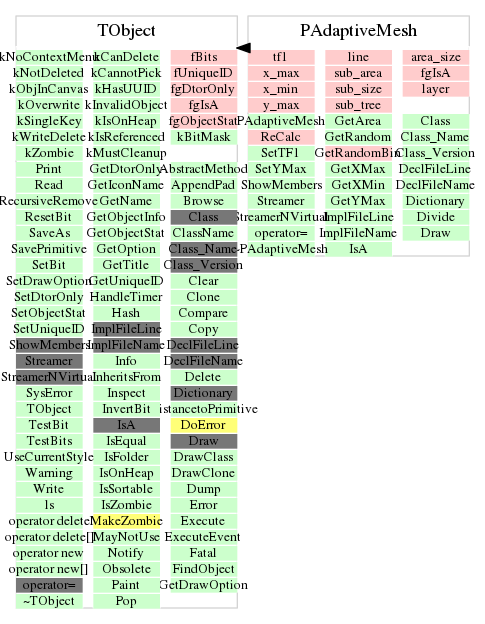 TObject PAdaptiveMesh
kNoContextMenu kCanDelete fBits tf1 line area_size
kNotDeleted kCannotPick fUniqueID x_max sub_area fgIsA
kObjInCanvas kHasUUID fgDtorOnly x_min sub_size layer
kOverwrite kInvalidObject fgIsA y_max sub_tree
kSingleKey kIsOnHeap fgObjectStat PAdaptiveMesh GetArea Class
kWriteDelete kIsReferenced kBitMask ReCalc GetRandom Class_Name
kZombie kMustCleanup SetTF1 GetRandomBin Class_Version
Print GetDtorOnly AbstractMethod SetYMax GetXMax DeclFileLine
Read GetIconName AppendPad ShowMembers GetXMin DeclFileName
RecursiveRemove GetName Browse Streamer GetYMax Dictionary
ResetBit GetObjectInfo Class StreamerNVirtual ImplFileLine Divide
SaveAs GetObjectStat ClassName operator= ImplFileName Draw
SavePrimitive GetOption Class_Name ~PAdaptiveMesh IsA
SetBit GetTitle Class_Version
SetDrawOption GetUniqueID Clear
SetDtorOnly HandleTimer Clone
SetObjectStat Hash Compare
SetUniqueID ImplFileLine Copy
ShowMembers ImplFileName DeclFileLine
Streamer Info DeclFileName
StreamerNVirtual InheritsFrom Delete
SysError Inspect Dictionary
TObject InvertBit istancetoPrimitive
TestBit IsA DoError
TestBits IsEqual Draw
UseCurrentStyle IsFolder DrawClass
Warning IsOnHeap DrawClone
Write IsSortable Dump
ls IsZombie Error
operator delete MakeZombie Execute
operator delete[] MayNotUse ExecuteEvent
operator new Notify Fatal
operator new[] Obsolete FindObject
operator= Paint GetDrawOption
~TObject Pop